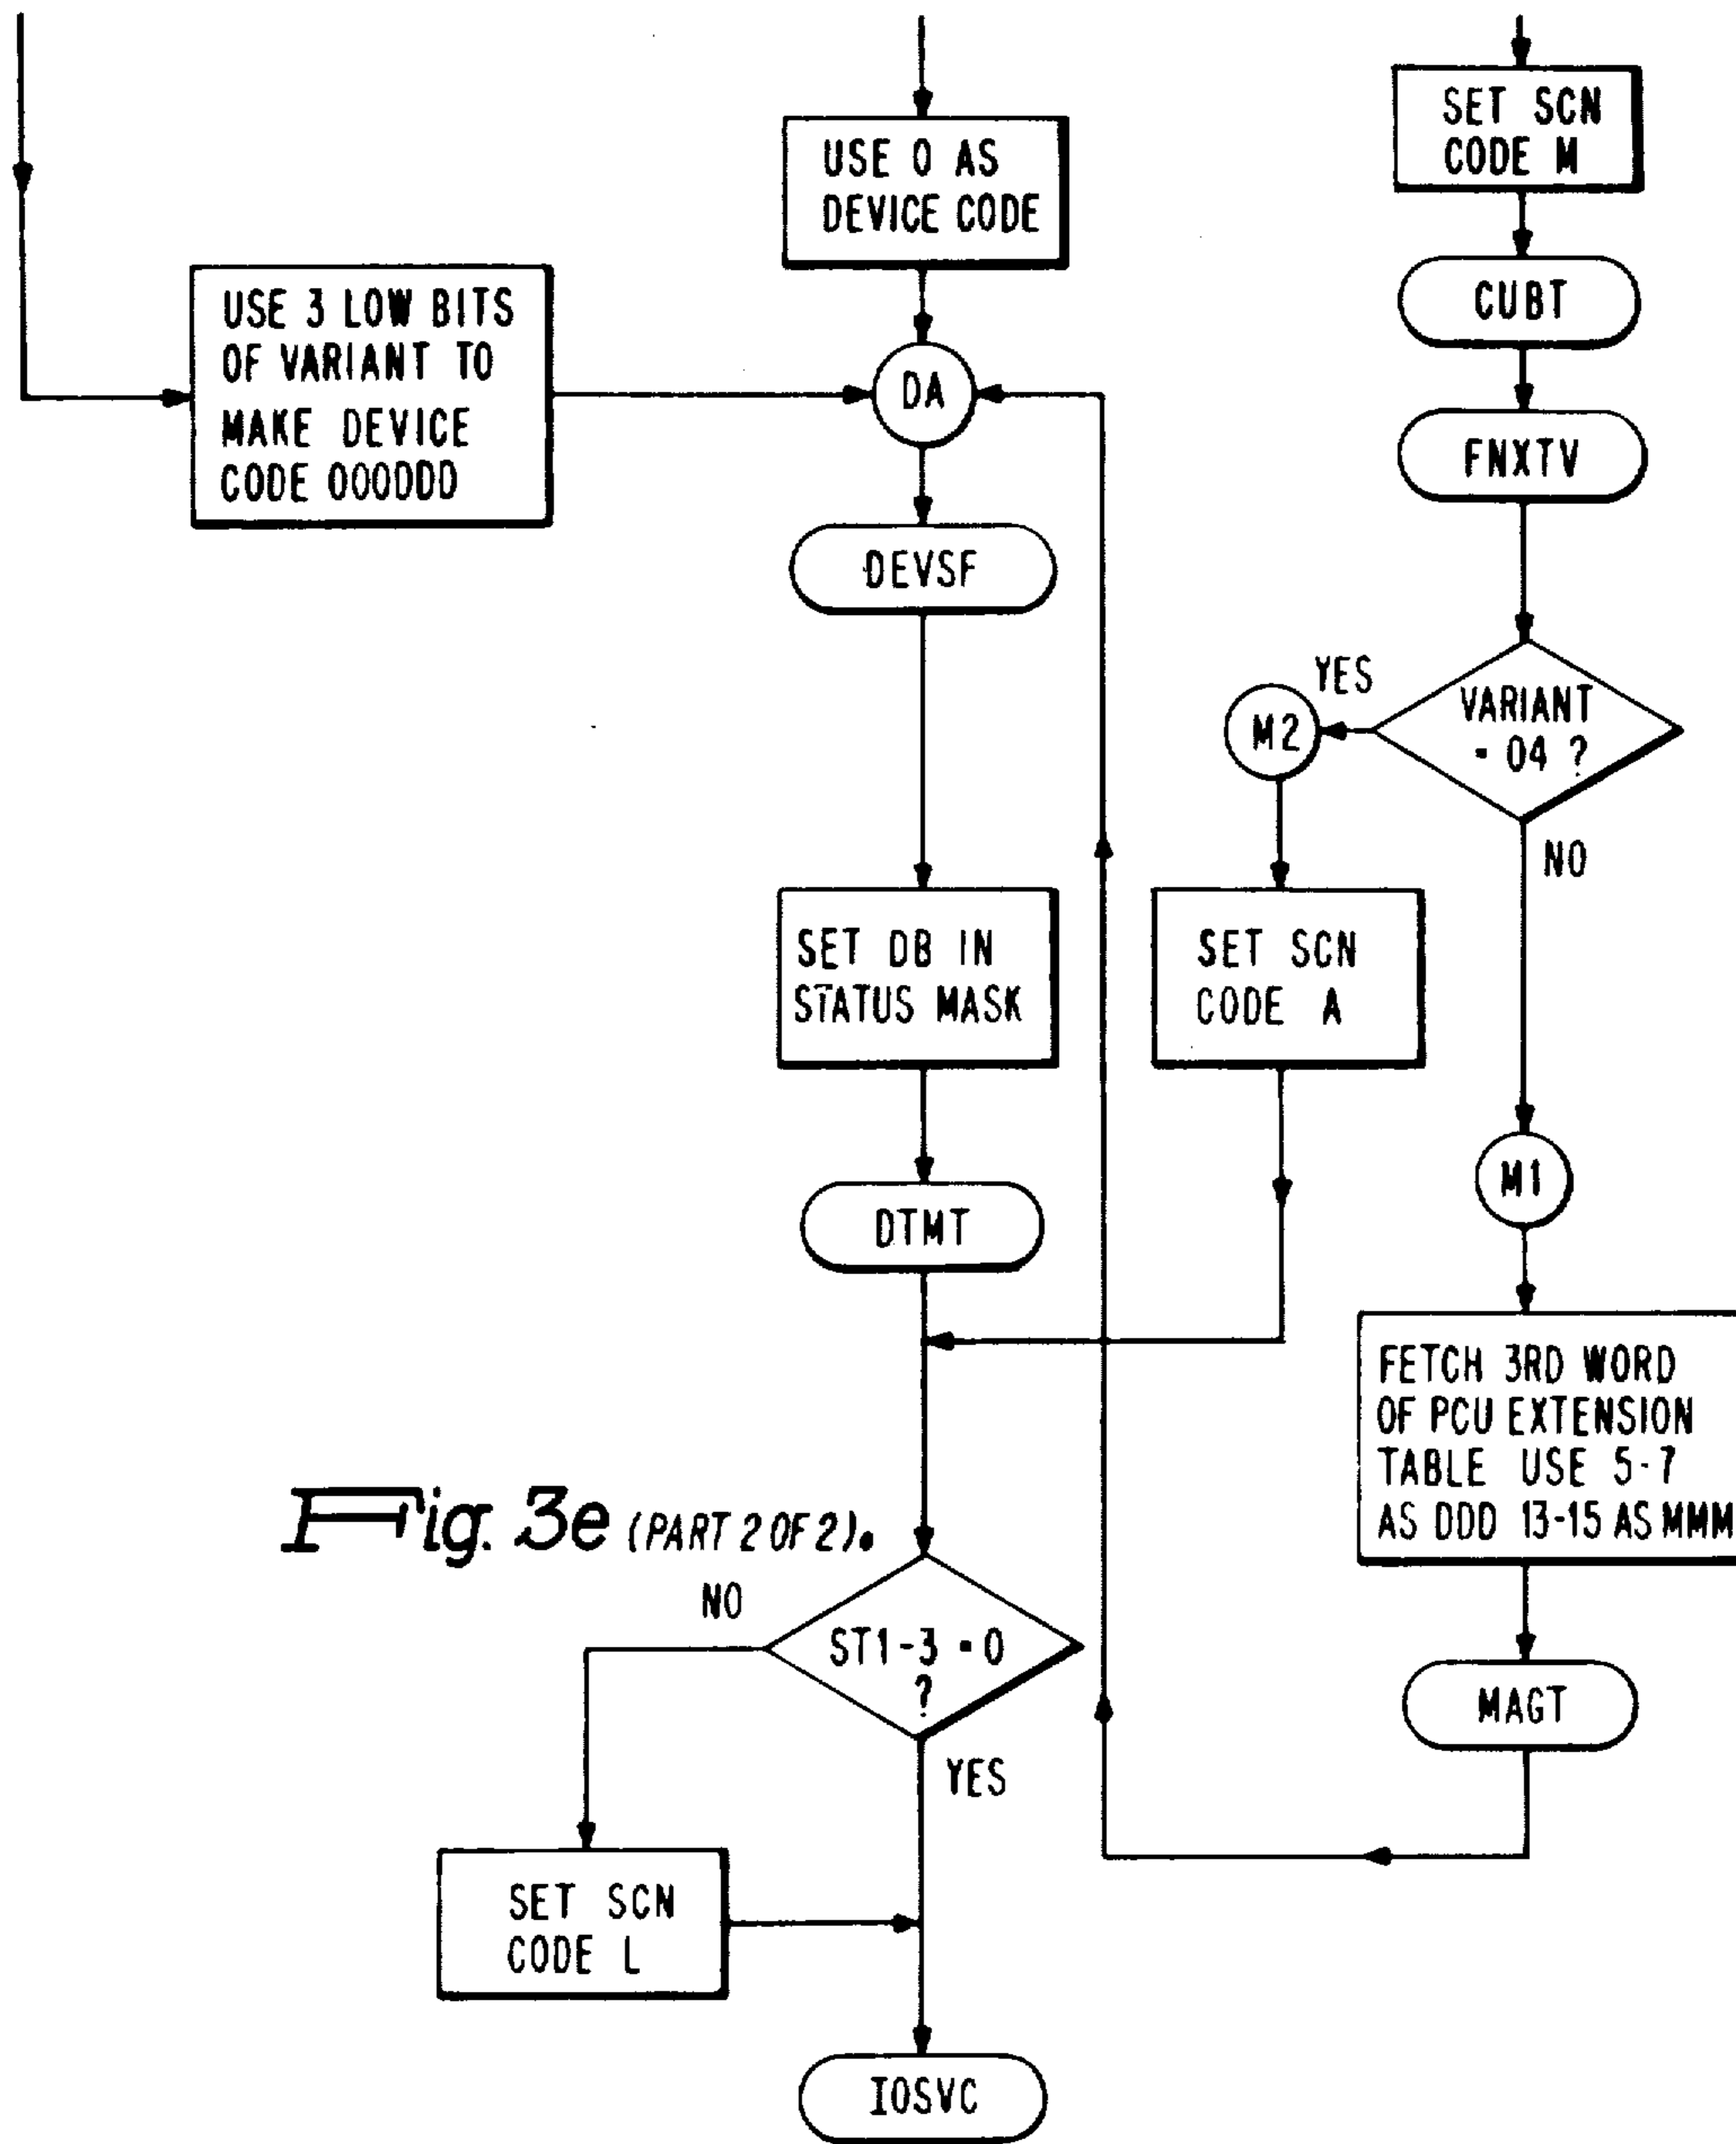 USE 0 AS
DEVICE CODE
SET SCN
CODE M
USE 3 LOW BITS
OF VARIANT TO
MAKE DEVICE
CODE 000DDD
DA
CUBT
FNXTV
DEVSF
YES
VARIANT
= 04 ?
M2
NO
SET DB IN
STATUS MASK
SET SCN
CODE A
M1
DTMT
FETCH 3RD WORD
OF PCU EXTENSION
TABLE USE 5-7
AS DDD 13-15 AS MMM
Fig. 3e (PART 2 OF 2).
NO
ST1-3 = 0
?
YES
MAGT
SET SCN
CODE L
IOSVC